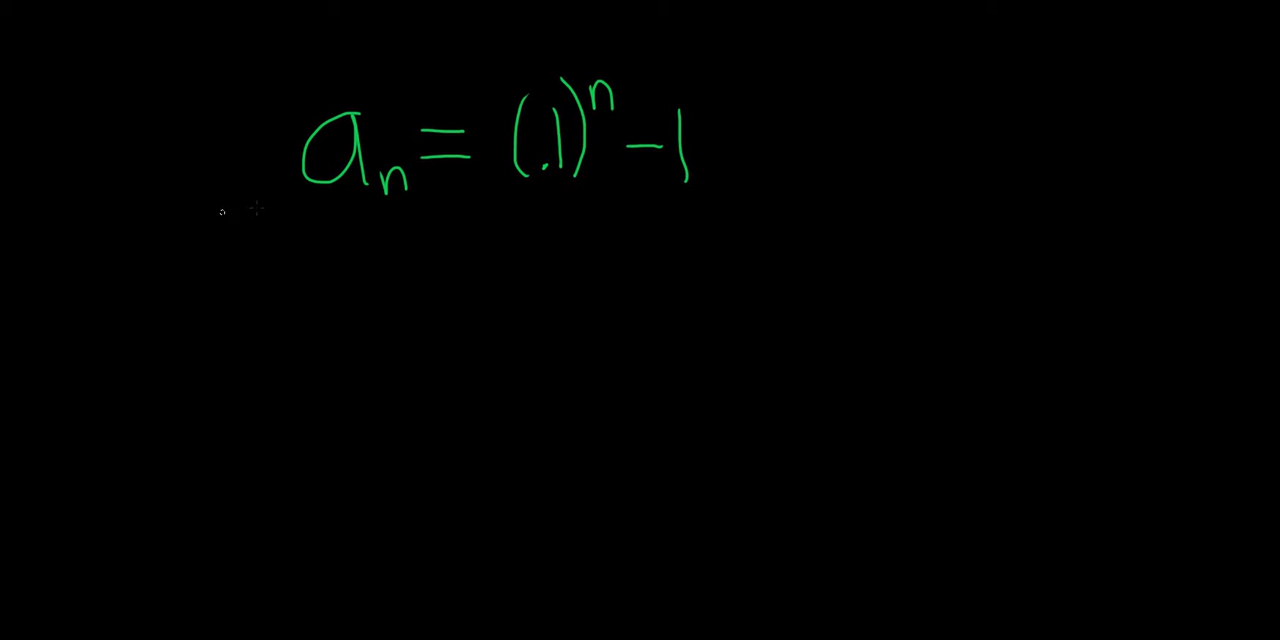 aₙ = (.1)ⁿ - 1